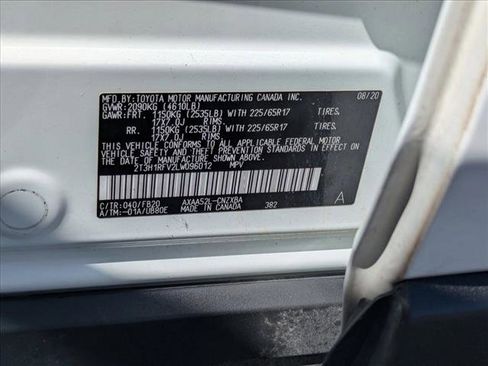 MFD.BY:TOYOTA MOTOR MANUFACTURING CANADA INC. 08/20
GVWR:2090KG (4610LB)
GAWR:FRT. 1150KG (2535LB) WITH 225/65R17 TIRES.
17X7.0J RIMS.
RR. 1150KG (2535LB) WITH 225/65R17 TIRES.
17X7.0J RIMS.
THIS VEHICLE CONFORMS TO ALL APPLICABLE FEDERAL MOTOR
VEHICLE SAFETY AND THEFT PREVENTION STANDARDS IN EFFECT ON
THE DATE OF MANUFACTURE SHOWN ABOVE.
2T3H1RFV2LW096012 MPV
A
C/TR:040/FB20 AXAA52L-CNZXBA
A/TM:-01A/UB80E MADE IN CANADA 382